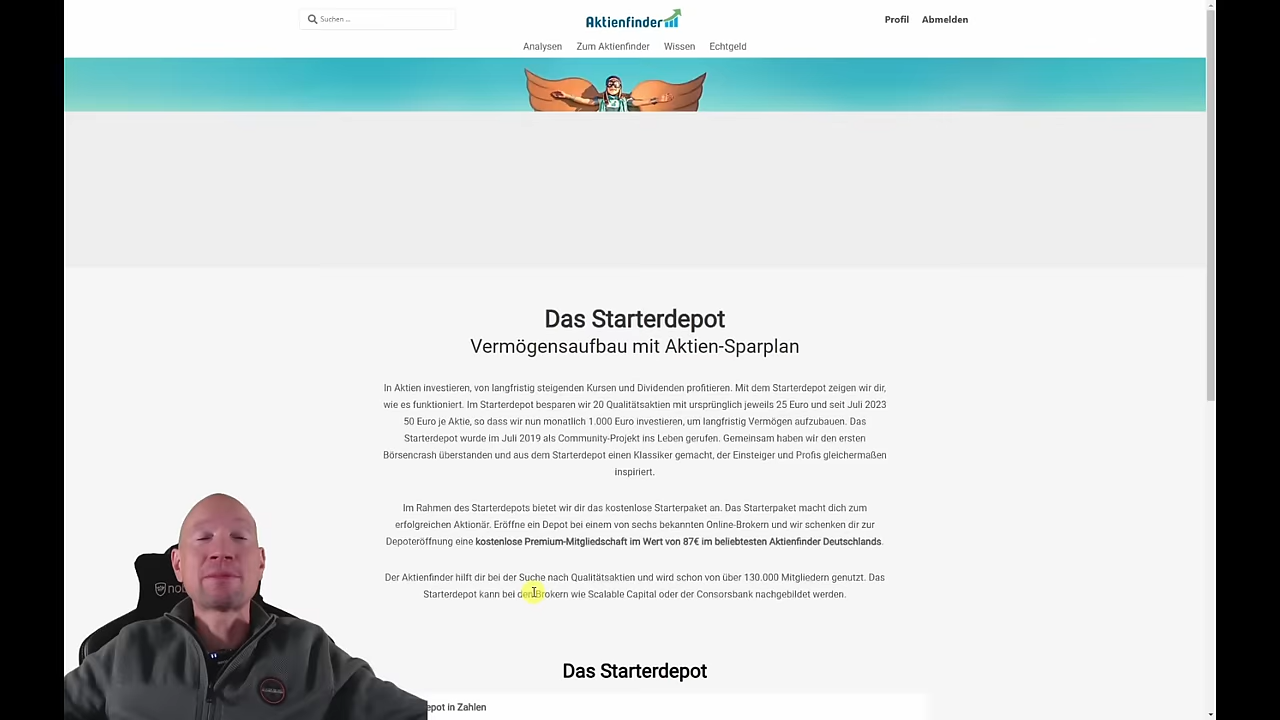 Suchen ...
Aktienfinder
Profil
Abmelden
Analysen
Zum Aktienfinder
Wissen
Echtgeld
Das Starterdepot
Vermögensaufbau mit Aktien-Sparplan
In Aktien investieren, von langfristig steigenden Kursen und Dividenden profitieren. Mit dem Starterdepot zeigen wir dir,
wie es funktioniert. Im Starterdepot besparen wir 20 Qualitätsaktien mit ursprünglich jeweils 25 Euro und seit Juli 2023
50 Euro je Aktie, so dass wir nun monatlich 1.000 Euro investieren, um langfristig Vermögen aufzubauen. Das
Starterdepot wurde im Juli 2019 als Community-Projekt ins Leben gerufen. Gemeinsam haben wir den ersten
Börsencrash überstanden und aus dem Starterdepot einen Klassiker gemacht, der Einsteiger und Profis gleichermaßen
inspiriert.
Im Rahmen des Starterdepots bietet wir dir das kostenlose Starterpaket an. Das Starterpaket macht dich zum
erfolgreichen Aktionär. Eröffne ein Depot bei einem von sechs bekannten Online-Brokern und wir schenken dir zur
Depoteröffnung eine kostenlose Premium-Mitgliedschaft im Wert von 87€ im beliebtesten Aktienfinder Deutschlands.
Der Aktienfinder hilft dir bei der Suche nach Qualitätsaktien und wird schon von über 130.000 Mitgliedern genutzt. Das
Starterdepot kann bei den Brokern wie Scalable Capital oder der Consorsbank nachgebildet werden.
Das Starterdepot
epot in Zahlen